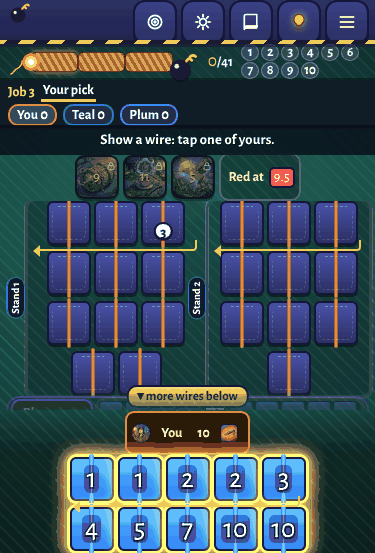 0/41
1 2 3 4 5 6
7 8 9 10
Job 3 Your pick
You 0 Teal 0 Plum 0
Show a wire: tap one of yours.
9 11 Red at 9.5
3
Stand 1
Stand 2
▼more wires below
You 10
1 1 2 2 3
4 5 7 10 10